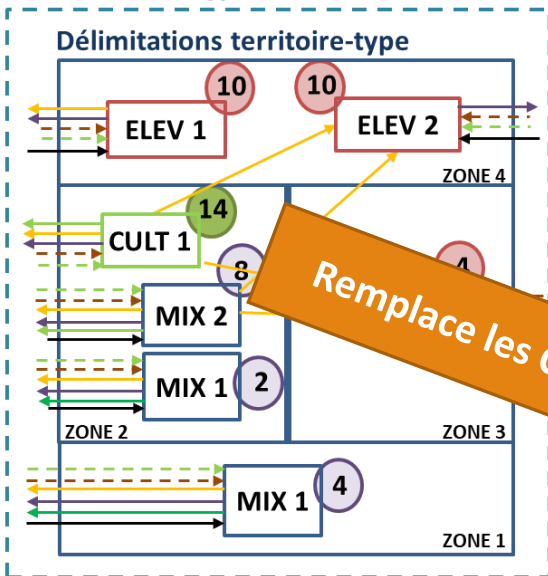 Délimitations territoire-type
10
10
ELEV 1
ELEV 2
ZONE 4
14
CULT 1
8
4
Remplace les
MIX 2
MIX 1
2
ZONE 2
ZONE 3
MIX 1
4
ZONE 1